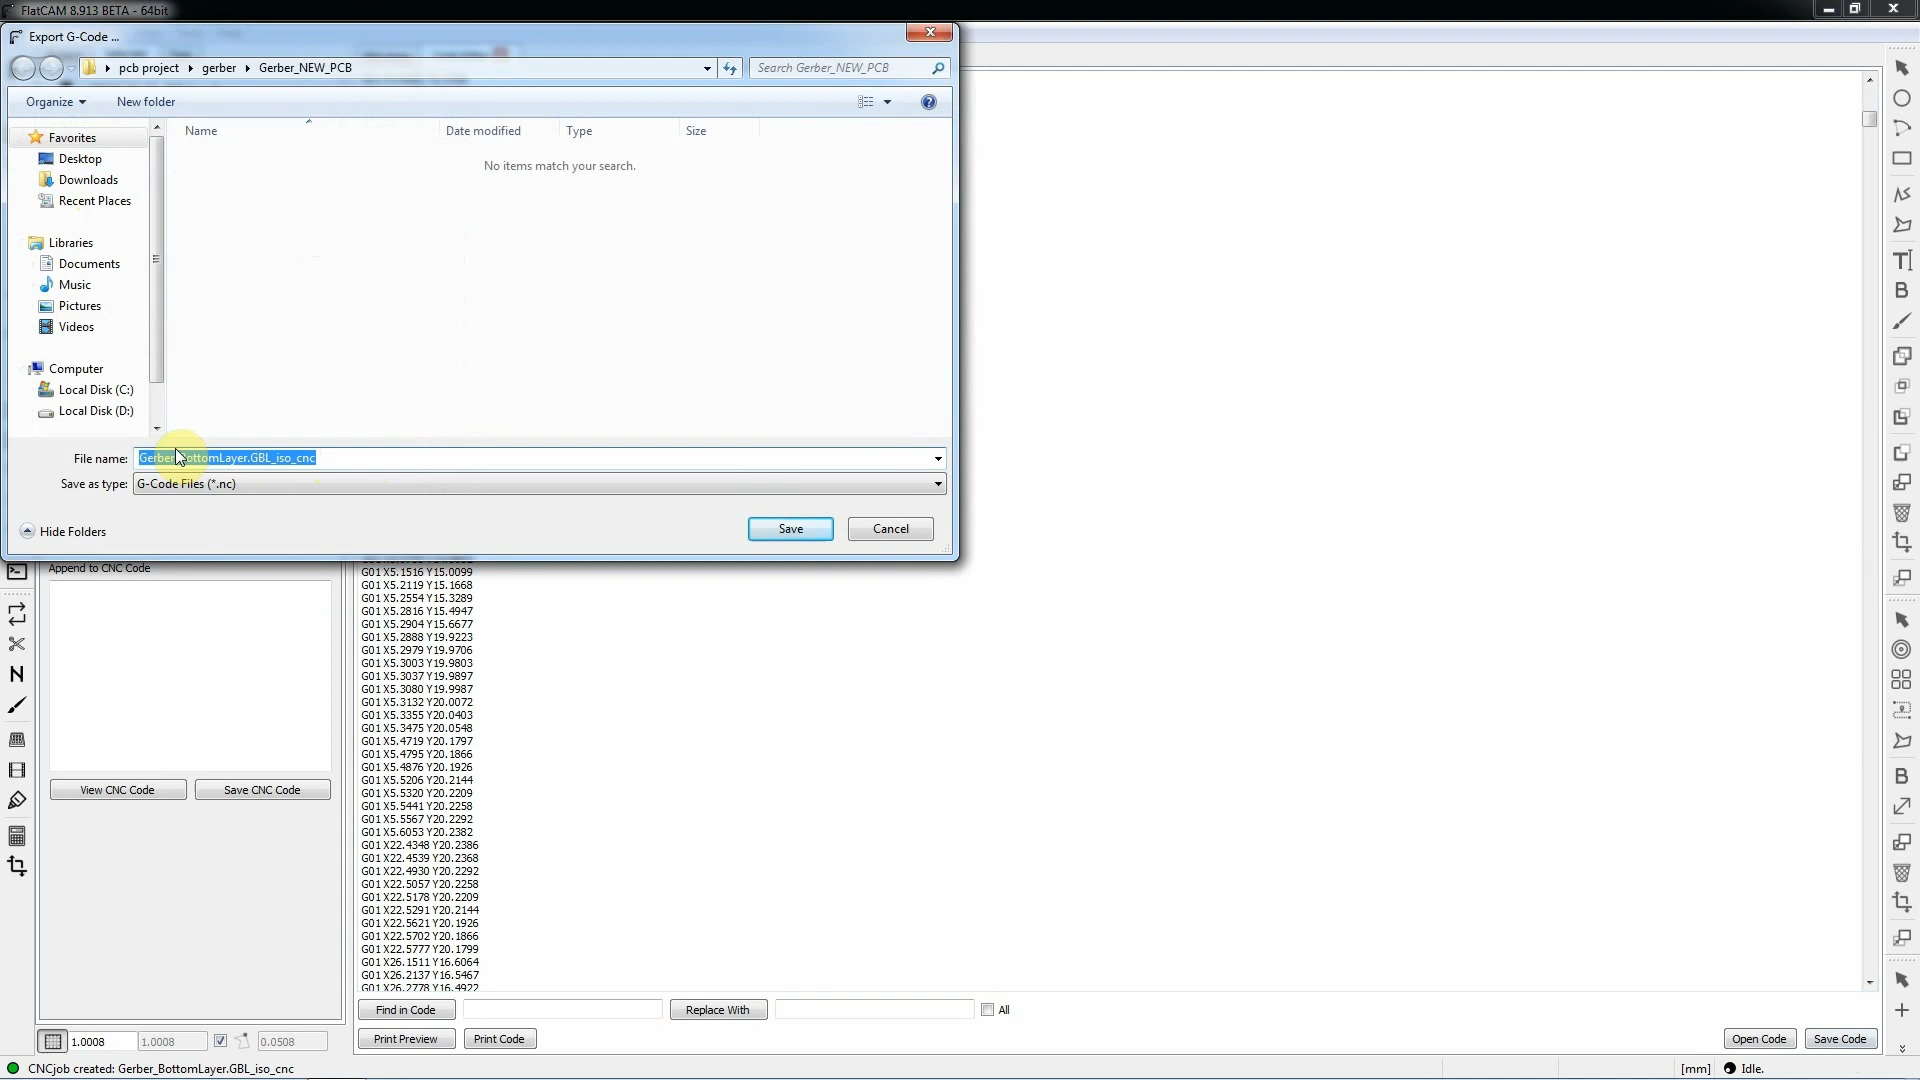 FlatCAM 8.913 BETA - 64bit
Export G-Code ...
pcb project
gerber
Gerber_NEW_PCB
Search Gerber_NEW_PCB
Organize
New folder
Name
Date modified
Type
Size
No items match your search.
Favorites
Desktop
Downloads
Recent Places
Libraries
Documents
Music
Pictures
Videos
Computer
Local Disk (C:)
Local Disk (D:)
File name:
Gerber_BottomLayer.GBL_iso_cnc
Save as type:
G-Code Files (*.nc)
Hide Folders
Save
Cancel
Append to CNC Code
View CNC Code
Save CNC Code
G01 X5.1516 Y15.0099
G01 X5.2119 Y15.1668
G01 X5.2554 Y15.3289
G01 X5.2816 Y15.4947
G01 X5.2904 Y15.6677
G01 X5.2888 Y19.9223
G01 X5.2979 Y19.9706
G01 X5.3003 Y19.9803
G01 X5.3037 Y19.9897
G01 X5.3080 Y19.9987
G01 X5.3132 Y20.0072
G01 X5.3355 Y20.0403
G01 X5.3475 Y20.0548
G01 X5.4719 Y20.1797
G01 X5.4795 Y20.1866
G01 X5.4876 Y20.1926
G01 X5.5206 Y20.2144
G01 X5.5320 Y20.2209
G01 X5.5441 Y20.2258
G01 X5.5567 Y20.2292
G01 X5.6053 Y20.2382
G01 X22.4348 Y20.2386
G01 X22.4539 Y20.2368
G01 X22.4930 Y20.2292
G01 X22.5057 Y20.2258
G01 X22.5178 Y20.2209
G01 X22.5291 Y20.2144
G01 X22.5621 Y20.1926
G01 X22.5702 Y20.1866
G01 X22.5777 Y20.1799
G01 X26.1511 Y16.6064
G01 X26.2137 Y16.5467
G01 X26.2778 Y16.4922
Find in Code
Replace With
All
Print Preview
Print Code
Open Code
Save Code
1.0008
1.0008
0.0508
CNCjob created: Gerber_BottomLayer.GBL_iso_cnc
[mm]
Idle.